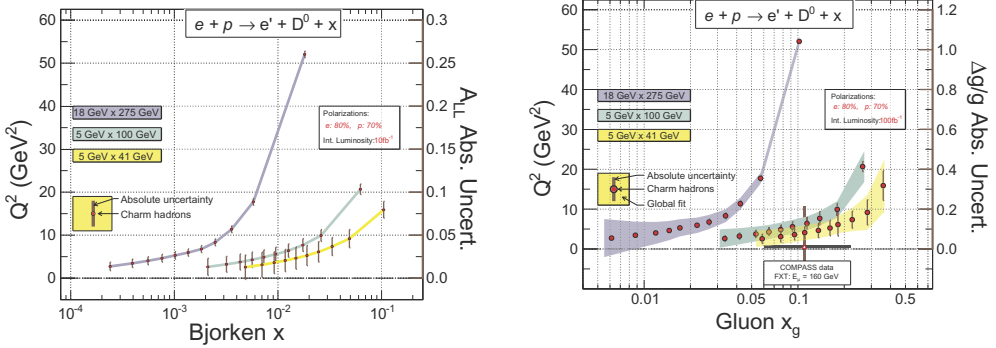 e + p → e' + D⁰ + x
60
50
40
30
20
10
0
Q² (GeV²)
0.3
0.26
0.2
0.1
0.05
0.0
A_LL Abs. Uncert.
18 GeV x 275 GeV
5 GeV x 100 GeV
5 GeV x 41 GeV
Polarizations:
e: 80%, p: 70%
Int. Luminosity:10fb⁻¹
Absolute uncertainty
Charm hadrons
10⁻⁴
10⁻³
10⁻²
10⁻¹
Bjorken x
e + p → e' + D⁰ + x
60
50
40
30
20
10
0
Q² (GeV²)
1.2
1.0
0.8
0.6
0.4
0.2
0.0
Δg/g Abs. Uncert.
18 GeV x 275 GeV
5 GeV x 100 GeV
5 GeV x 41 GeV
Polarizations:
e: 80%, p: 70%
Int. Luminosity:100fb⁻¹
Absolute uncertainty
Charm hadrons
Global fit
COMPASS data
FXT: E_μ = 160 GeV
0.01
0.05
0.1
0.5
Gluon x_g